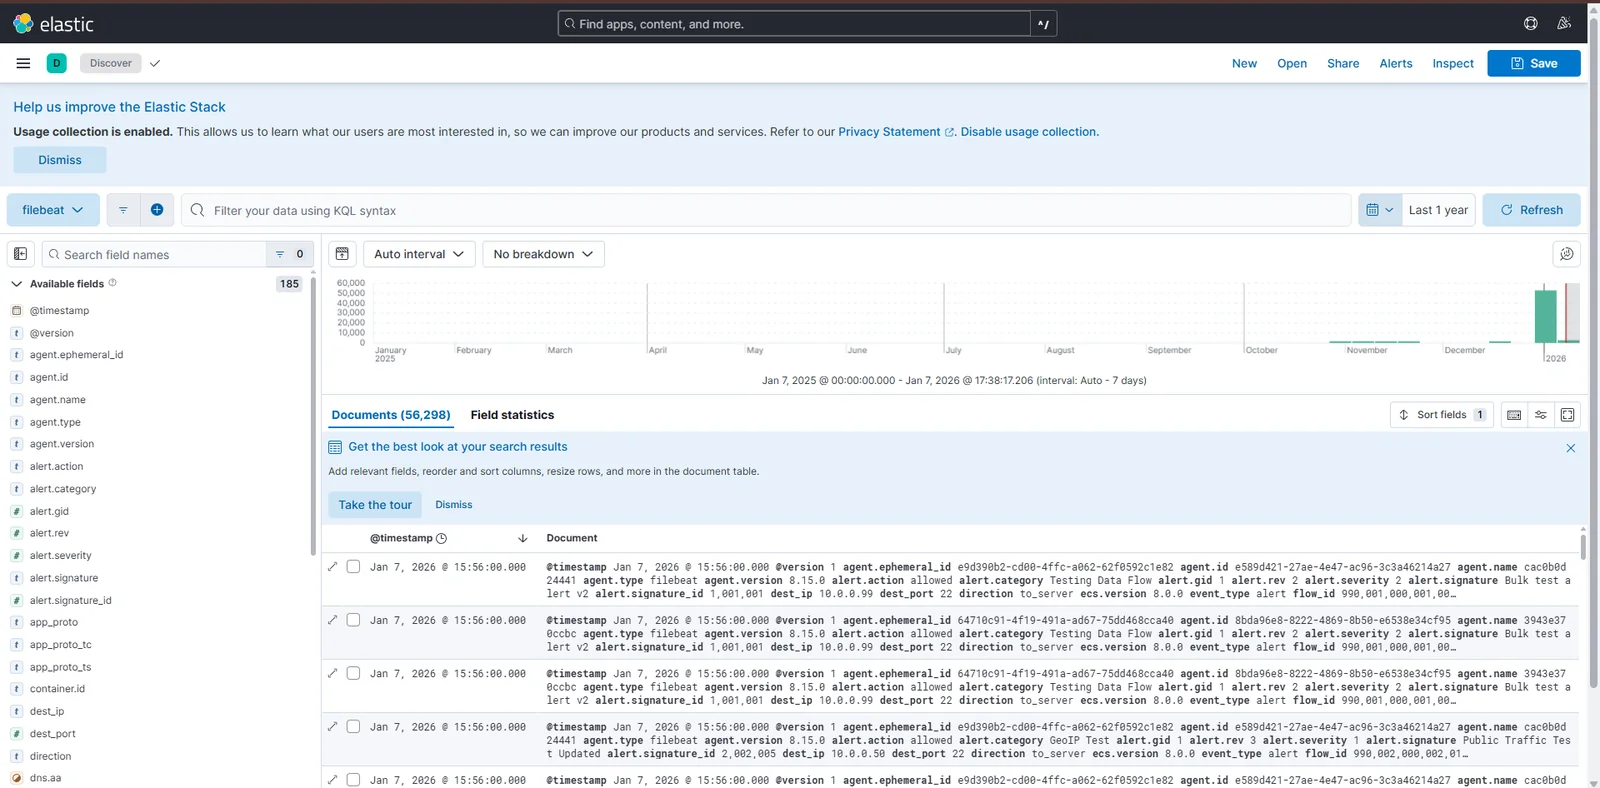 elastic
Find apps, content, and more.
^/
D
Discover
New
Open
Share
Alerts
Inspect
Save
Help us improve the Elastic Stack
Usage collection is enabled. This allows us to learn what our users are most interested in, so we can improve our products and services. Refer to our Privacy Statement. Disable usage collection.
Dismiss
filebeat
Filter your data using KQL syntax
Last 1 year
Refresh
Search field names
0
Auto interval
No breakdown
Available fields
185
@timestamp
@version
agent.ephemeral_id
agent.id
agent.name
agent.type
agent.version
alert.action
alert.category
alert.gid
alert.rev
alert.severity
alert.signature
alert.signature_id
app_proto
app_proto_tc
app_proto_ts
container.id
dest_ip
dest_port
direction
dns.aa
60,000
50,000
40,000
30,000
20,000
10,000
0
January
2025
February
March
April
May
June
July
August
September
October
November
December
2026
Jan 7, 2025 @ 00:00:00.000 - Jan 7, 2026 @ 17:38:17.206 (interval: Auto - 7 days)
Documents (56,298)
Field statistics
Sort fields 1
Get the best look at your search results
Add relevant fields, reorder and sort columns, resize rows, and more in the document table.
Take the tour
Dismiss
@timestamp
Document
Jan 7, 2026 @ 15:56:00.000
@timestamp Jan 7, 2026 @ 15:56:00.000 @version 1 agent.ephemeral_id e9d390b2-cd00-4ffc-a062-62f0592c1e82 agent.id e589d421-27ae-4e47-ac96-3c3a46214a27 agent.name cac0b0d
24441 agent.type filebeat agent.version 8.15.0 alert.action allowed alert.category Testing Data Flow alert.gid 1 alert.rev 2 alert.severity 2 alert.signature Bulk test a
lert v2 alert.signature_id 1,001,001 dest_ip 10.0.0.99 dest_port 22 direction to_server ecs.version 8.0.0 event_type alert flow_id 990,001,000,001,00…
Jan 7, 2026 @ 15:56:00.000
@timestamp Jan 7, 2026 @ 15:56:00.000 @version 1 agent.ephemeral_id 64710c91-4f19-491a-ad67-75dd468cca40 agent.id 8bda96e8-8222-4869-8b50-e6538e34cf95 agent.name 3943e37
0ccbc agent.type filebeat agent.version 8.15.0 alert.action allowed alert.category Testing Data Flow alert.gid 1 alert.rev 2 alert.severity 2 alert.signature Bulk test a
lert v2 alert.signature_id 1,001,001 dest_ip 10.0.0.99 dest_port 22 direction to_server ecs.version 8.0.0 event_type alert flow_id 990,001,000,001,00…
Jan 7, 2026 @ 15:56:00.000
@timestamp Jan 7, 2026 @ 15:56:00.000 @version 1 agent.ephemeral_id 64710c91-4f19-491a-ad67-75dd468cca40 agent.id 8bda96e8-8222-4869-8b50-e6538e34cf95 agent.name 3943e37
0ccbc agent.type filebeat agent.version 8.15.0 alert.action allowed alert.category Testing Data Flow alert.gid 1 alert.rev 2 alert.severity 2 alert.signature Bulk test a
lert v2 alert.signature_id 1,001,001 dest_ip 10.0.0.99 dest_port 22 direction to_server ecs.version 8.0.0 event_type alert flow_id 990,001,000,001,00…
Jan 7, 2026 @ 15:56:00.000
@timestamp Jan 7, 2026 @ 15:56:00.000 @version 1 agent.ephemeral_id e9d390b2-cd00-4ffc-a062-62f0592c1e82 agent.id e589d421-27ae-4e47-ac96-3c3a46214a27 agent.name cac0b0d
24441 agent.type filebeat agent.version 8.15.0 alert.action allowed alert.category GeoIP Test alert.gid 1 alert.rev 3 alert.severity 1 alert.signature Public Traffic Tes
t Updated alert.signature_id 2,002,005 dest_ip 10.0.0.50 dest_port 22 direction to_server ecs.version 8.0.0 event_type alert flow_id 990,002,000,002,01…
Jan 7, 2026 @ 15:56:00.000
@timestamp Jan 7, 2026 @ 15:56:00.000 @version 1 agent.ephemeral_id e9d390b2-cd00-4ffc-a062-62f0592c1e82 agent.id e589d421-27ae-4e47-ac96-3c3a46214a27 agent.name cac0b0d